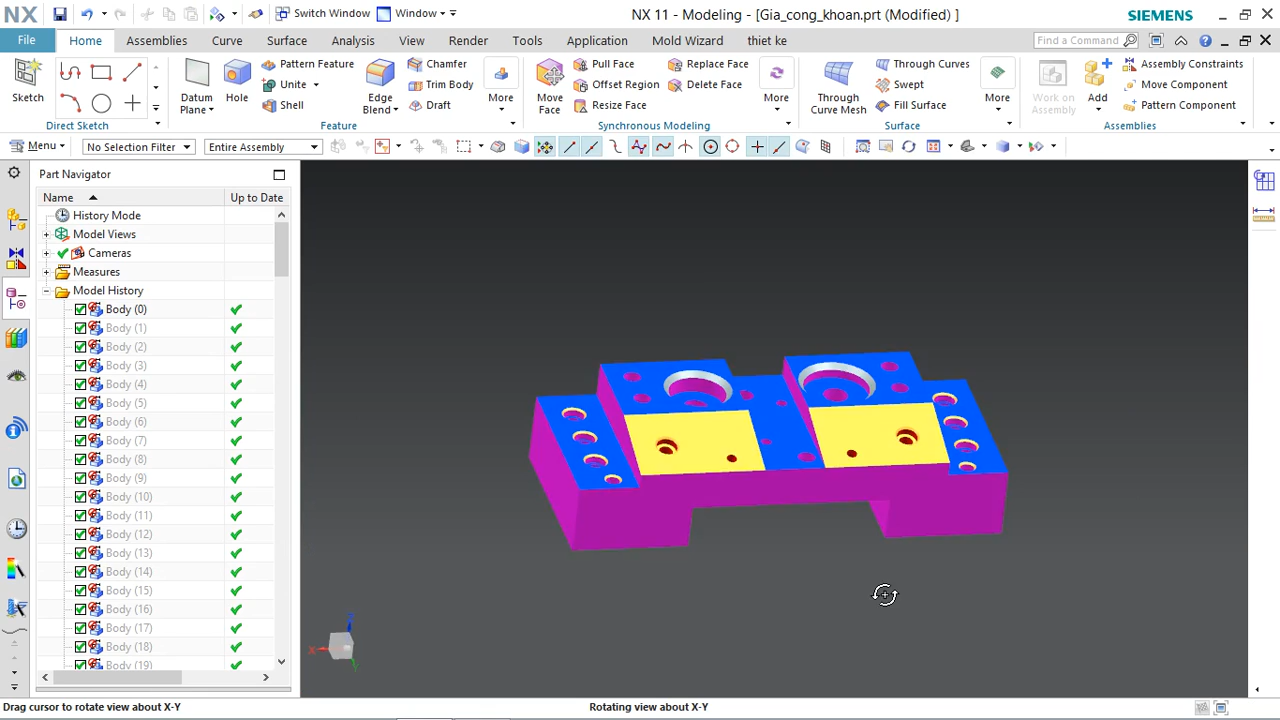 NX
Switch Window
Window
NX 11 - Modeling - [Gia_cong_khoan.prt (Modified) ]
SIEMENS
File
Home
Assemblies
Curve
Surface
Analysis
View
Render
Tools
Application
Mold Wizard
thiet ke
Find a Command
Sketch
Direct Sketch
Datum
Plane
Hole
Pattern Feature
Unite
Shell
Edge
Blend
Chamfer
Trim Body
Draft
More
Feature
Move
Face
Pull Face
Offset Region
Resize Face
Replace Face
Delete Face
More
Synchronous Modeling
Through
Curve Mesh
Through Curves
Swept
Fill Surface
More
Surface
Work on
Assembly
Add
Assembly Constraints
Move Component
Pattern Component
Assemblies
Menu
No Selection Filter
Entire Assembly
Part Navigator
Name
Up to Date
History Mode
Model Views
Cameras
Measures
Model History
Body (0)
Body (1)
Body (2)
Body (3)
Body (4)
Body (5)
Body (6)
Body (7)
Body (8)
Body (9)
Body (10)
Body (11)
Body (12)
Body (13)
Body (14)
Body (15)
Body (16)
Body (17)
Body (18)
Body (19)
X
Drag cursor to rotate view about X-Y
Rotating view about X-Y